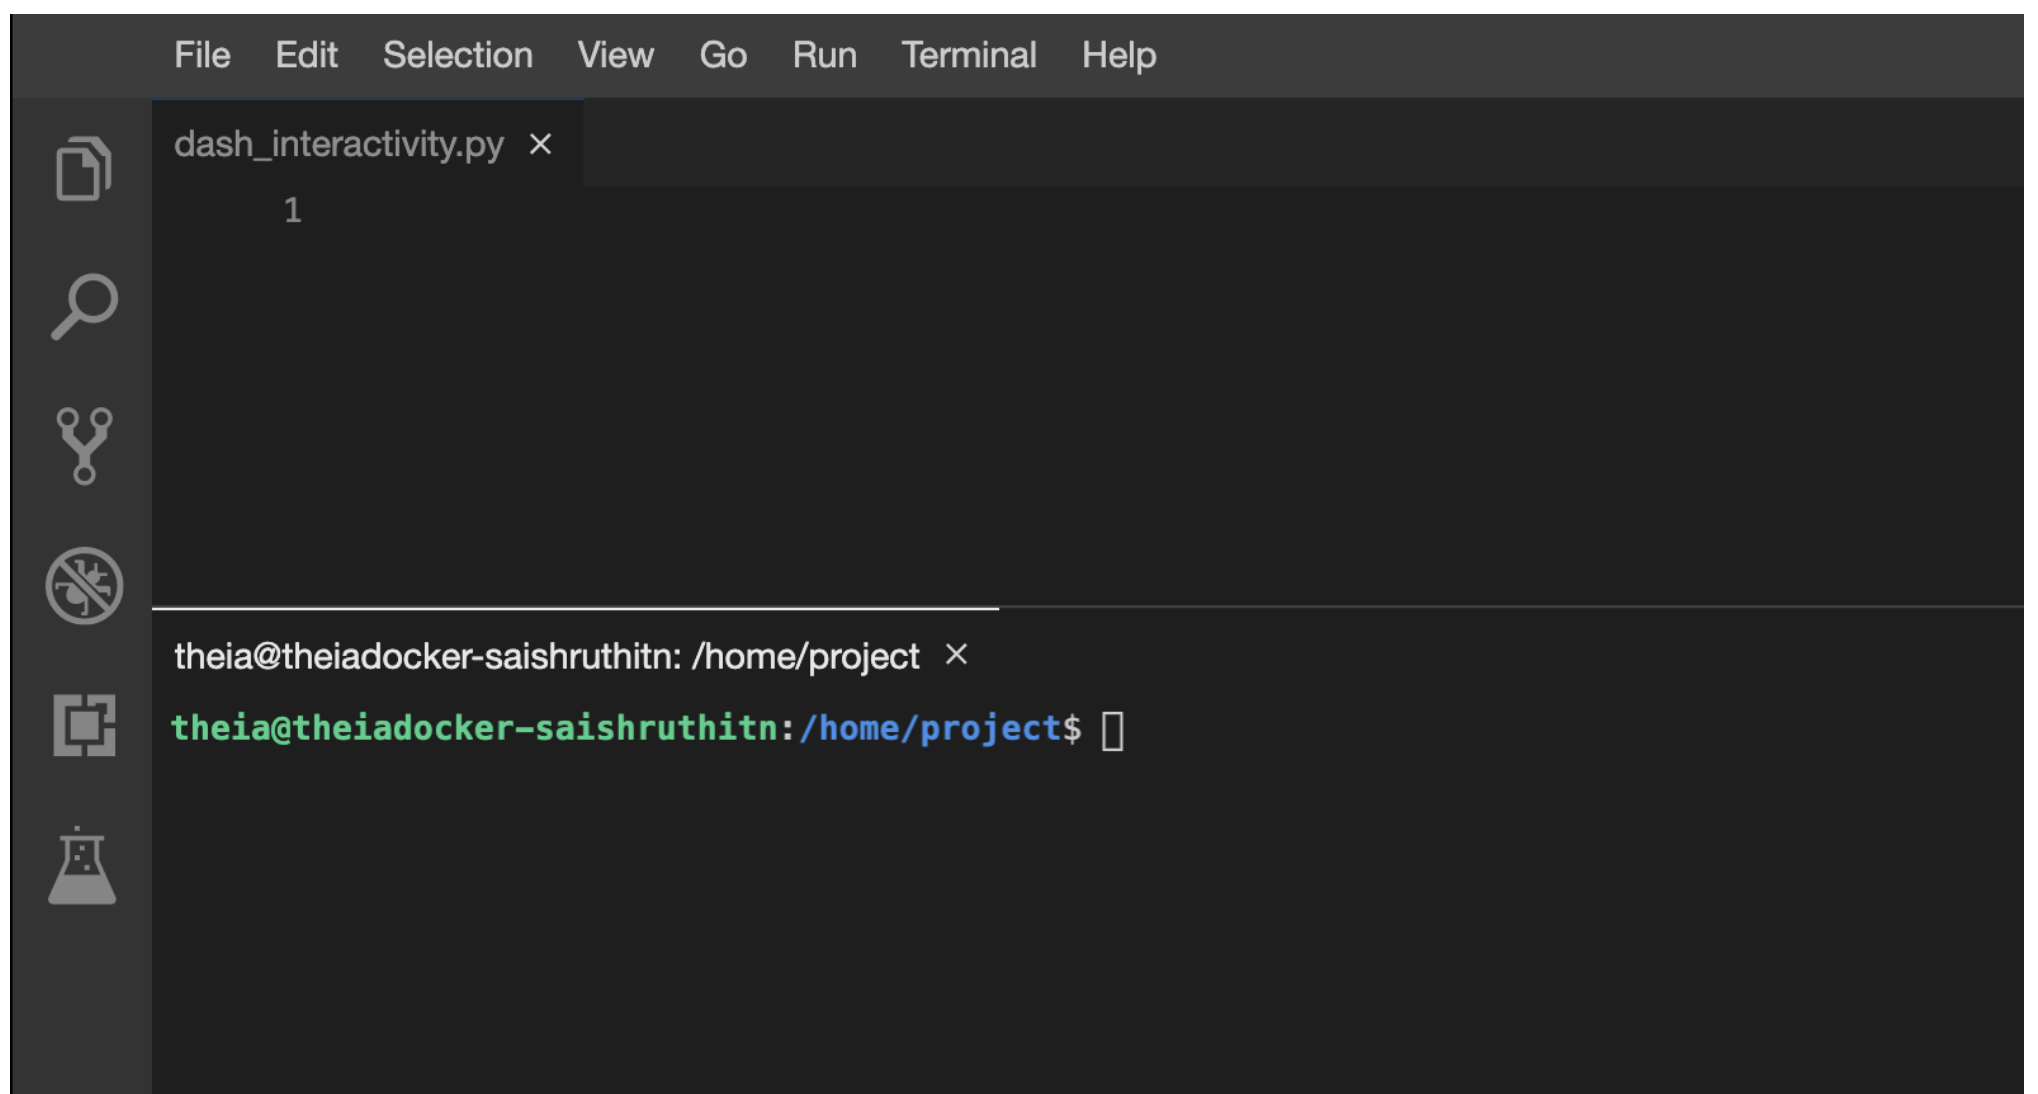 File Edit Selection View Go Run Terminal Help
dash_interactivity.py ×
1
theia@theiadocker-saishruthitn: /home/project ×
theia@theiadocker-saishruthitn:/home/project$